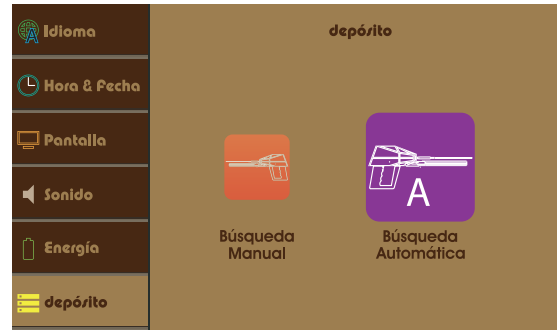 Idioma
Hora & Fecha
Pantalla
Sonido
Energía
depósito
depósito
Búsqueda
Manual
A
Búsqueda
Automática